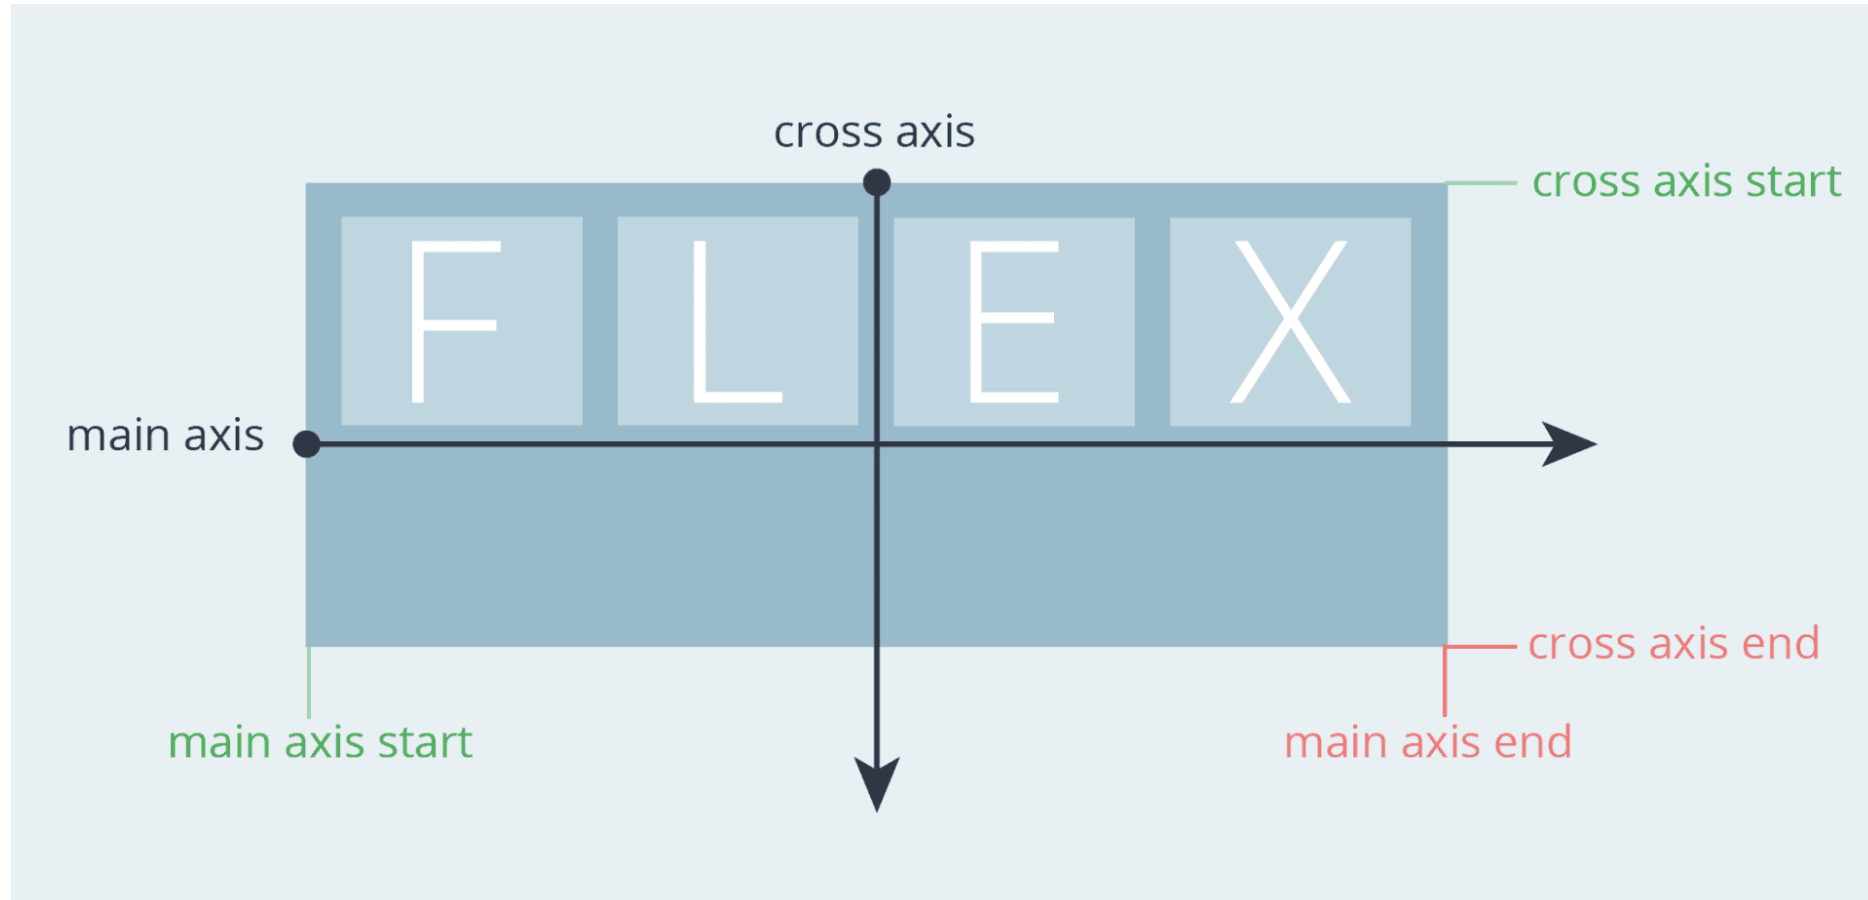 cross axis
cross axis start
F L E X
main axis
cross axis end
main axis start
main axis end